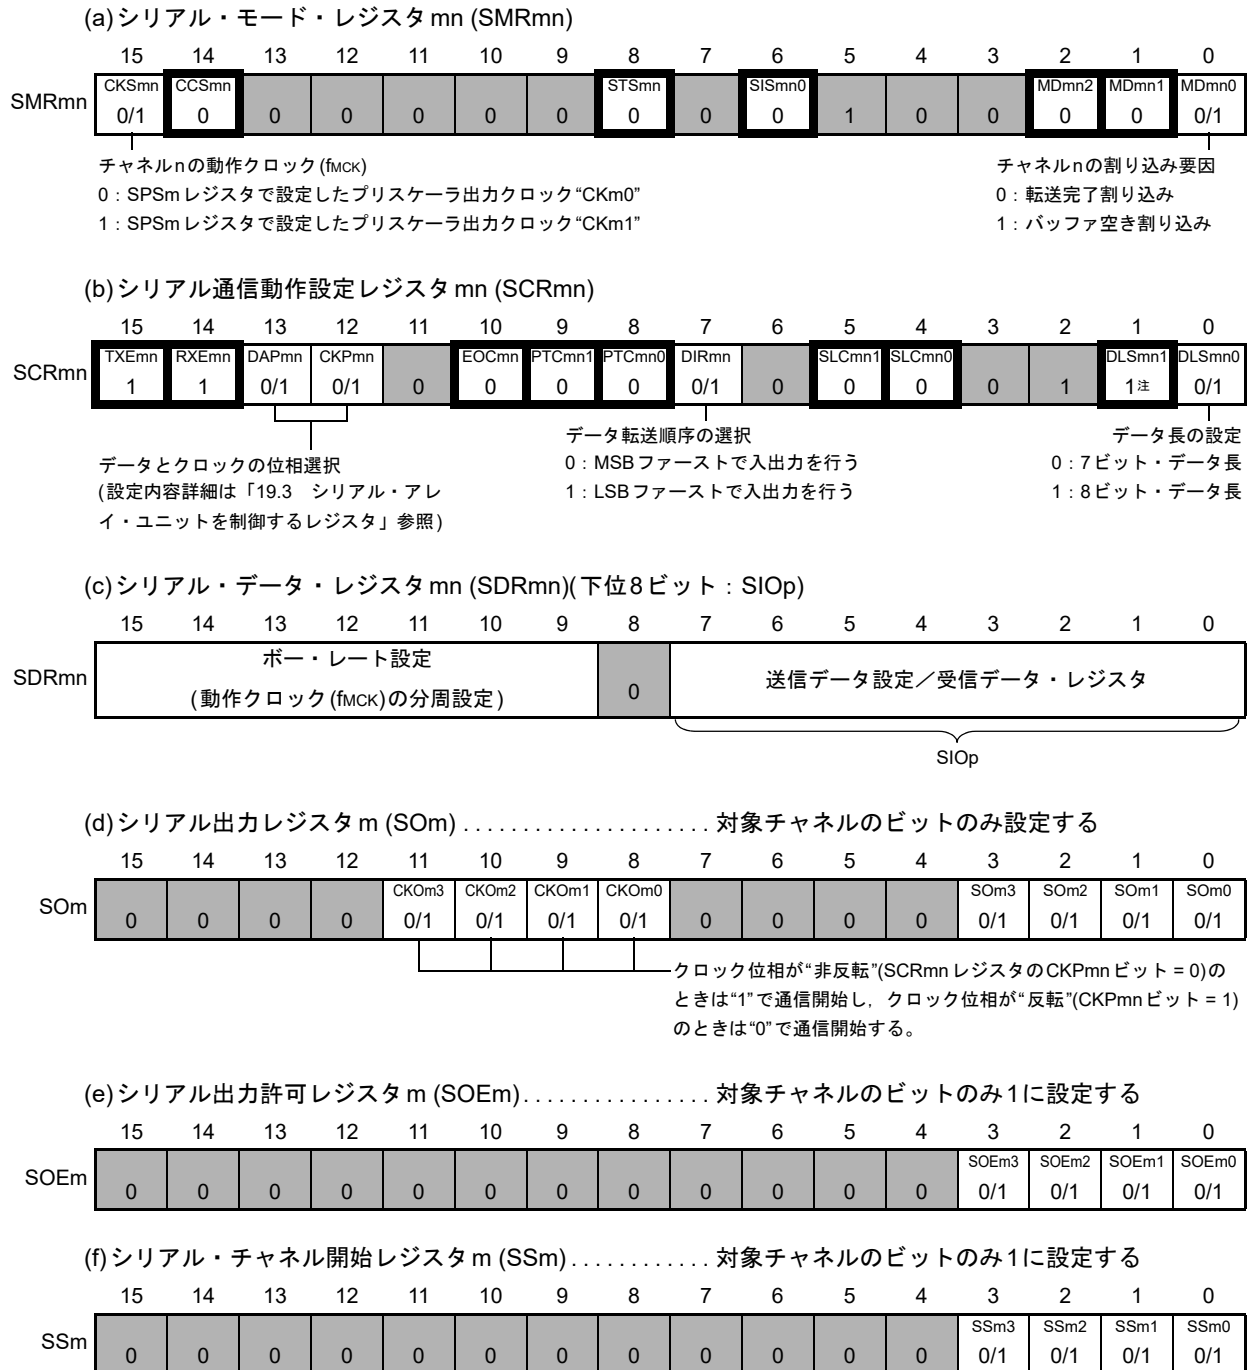 (a)シリアル・モード・レジスタmn (SMRmn)
15 14 13 12 11 10 9 8 7 6 5 4 3 2 1 0
SMRmn
CKSmn CCSmn STSmn SISmn0 MDmn2 MDmn1 MDmn0
0/1 0 0 0 0 0 0 0 0 0 1 0 0 0 0 0/1
チャネルnの動作クロック(fMCK)
0：SPSmレジスタで設定したプリスケーラ出力クロック“CKm0”
1：SPSmレジスタで設定したプリスケーラ出力クロック“CKm1”
チャネルnの割り込み要因
0：転送完了割り込み
1：バッファ空き割り込み
(b)シリアル通信動作設定レジスタmn (SCRmn)
15 14 13 12 11 10 9 8 7 6 5 4 3 2 1 0
SCRmn
TXEmn RXEmn DAPmn CKPmn EOCmn PTCmn1 PTCmn0 DIRmn SLCmn1 SLCmn0 DLSmn1 DLSmn0
1 1 0/1 0/1 0 0 0 0 0/1 0 0 0 0 1 1注 0/1
データとクロックの位相選択
(設定内容詳細は「19.3　シリアル・アレ
イ・ユニットを制御するレジスタ」参照)
データ転送順序の選択
0：MSBファーストで入出力を行う
1：LSBファーストで入出力を行う
データ長の設定
0：7ビット・データ長
1：8ビット・データ長
(c)シリアル・データ・レジスタmn (SDRmn)(下位8ビット：SIOp)
15 14 13 12 11 10 9 8 7 6 5 4 3 2 1 0
SDRmn
ボー・レート設定
(動作クロック(fMCK)の分周設定)
0
送信データ設定／受信データ・レジスタ
SIOp
(d)シリアル出力レジスタm (SOm) . . . . . . . . . . . . . . . . . . . . . 対象チャネルのビットのみ設定する
15 14 13 12 11 10 9 8 7 6 5 4 3 2 1 0
SOm
CKOm3 CKOm2 CKOm1 CKOm0 SOm3 SOm2 SOm1 SOm0
0 0 0 0 0/1 0/1 0/1 0/1 0 0 0 0 0/1 0/1 0/1 0/1
クロック位相が“非反転”(SCRmnレジスタのCKPmnビット = 0)の
ときは“1”で通信開始し，クロック位相が“反転”(CKPmnビット = 1)
のときは“0”で通信開始する。
(e)シリアル出力許可レジスタm (SOEm). . . . . . . . . . . . . . . . 対象チャネルのビットのみ1に設定する
15 14 13 12 11 10 9 8 7 6 5 4 3 2 1 0
SOEm
SOEm3 SOEm2 SOEm1 SOEm0
0 0 0 0 0 0 0 0 0 0 0 0 0/1 0/1 0/1 0/1
(f)シリアル・チャネル開始レジスタm (SSm). . . . . . . . . . . . 対象チャネルのビットのみ1に設定する
15 14 13 12 11 10 9 8 7 6 5 4 3 2 1 0
SSm
SSm3 SSm2 SSm1 SSm0
0 0 0 0 0 0 0 0 0 0 0 0 0/1 0/1 0/1 0/1